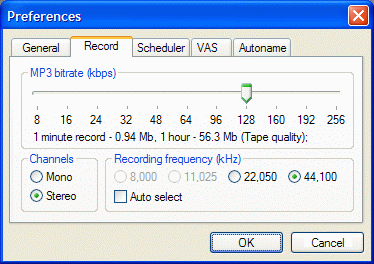 Preferences
General Record Scheduler VAS Autoname
MP3 bitrate (kbps)
8 16 24 32 48 64 96 128 160 192 256
1 minute record - 0.94 Mb, 1 hour - 56.3 Mb (Tape quality);
Channels
Mono
Stereo
Recording frequency (kHz)
8,000 11,025 22,050 44,100
Auto select
OK Cancel